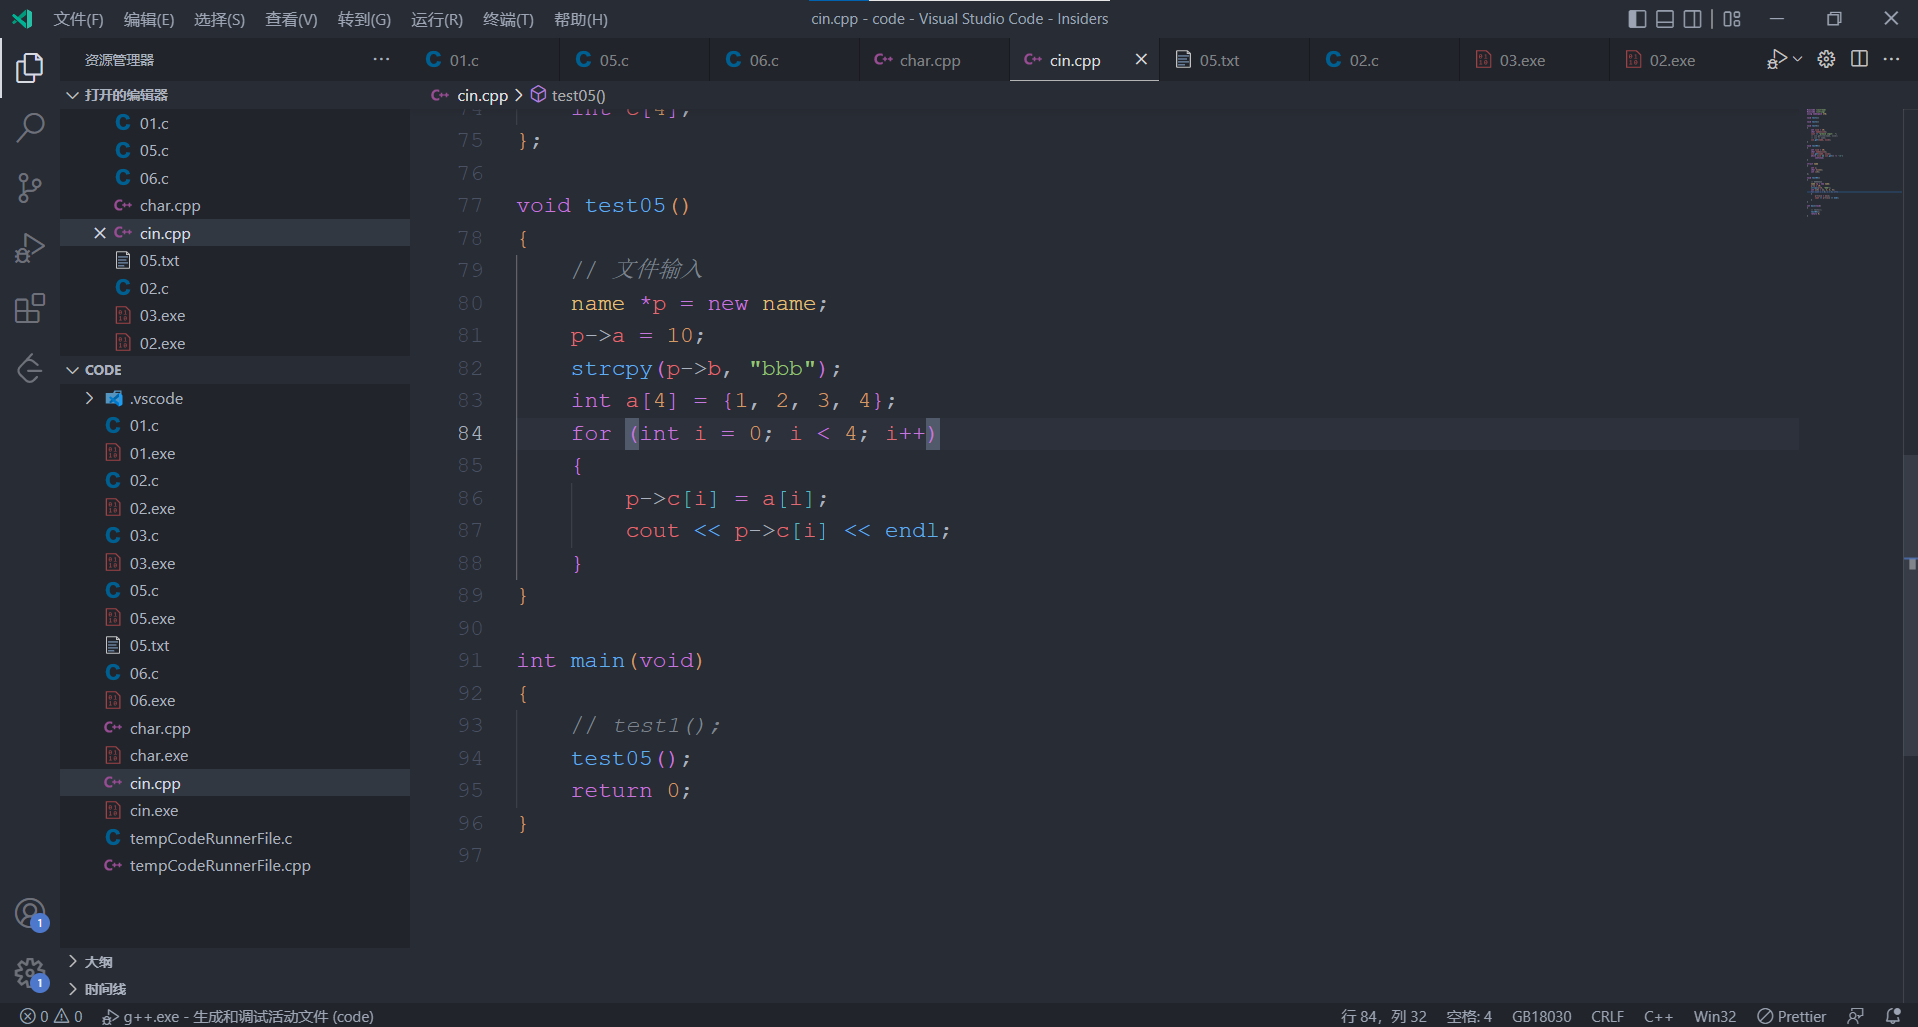 文件(F) 编辑(E) 选择(S) 查看(V) 转到(G) 运行(R) 终端(T) 帮助(H) cin.cpp - code - Visual Studio Code - Insiders
资源管理器
01.c 05.c 06.c char.cpp cin.cpp 05.txt 02.c 03.exe 02.exe
打开的编辑器
01.c
05.c
06.c
char.cpp
cin.cpp
05.txt
02.c
03.exe
02.exe
CODE
.vscode
01.c
01.exe
02.c
02.exe
03.c
03.exe
05.c
05.exe
05.txt
06.c
06.exe
char.cpp
char.exe
cin.cpp
cin.exe
tempCodeRunnerFile.c
tempCodeRunnerFile.cpp
大纲
时间线
1
1
cin.cpp > test05()
74 int c[4];
75 };
76
77 void test05()
78 {
79 // 文件输入
80 name *p = new name;
81 p->a = 10;
82 strcpy(p->b, "bbb");
83 int a[4] = {1, 2, 3, 4};
84 for (int i = 0; i < 4; i++)
85 {
86 p->c[i] = a[i];
87 cout << p->c[i] << endl;
88 }
89 }
90
91 int main(void)
92 {
93 // test1();
94 test05();
95 return 0;
96 }
97
0 0 g++.exe - 生成和调试活动文件 (code) 行 84，列 32 空格: 4 GB18030 CRLF C++ Win32 Prettier